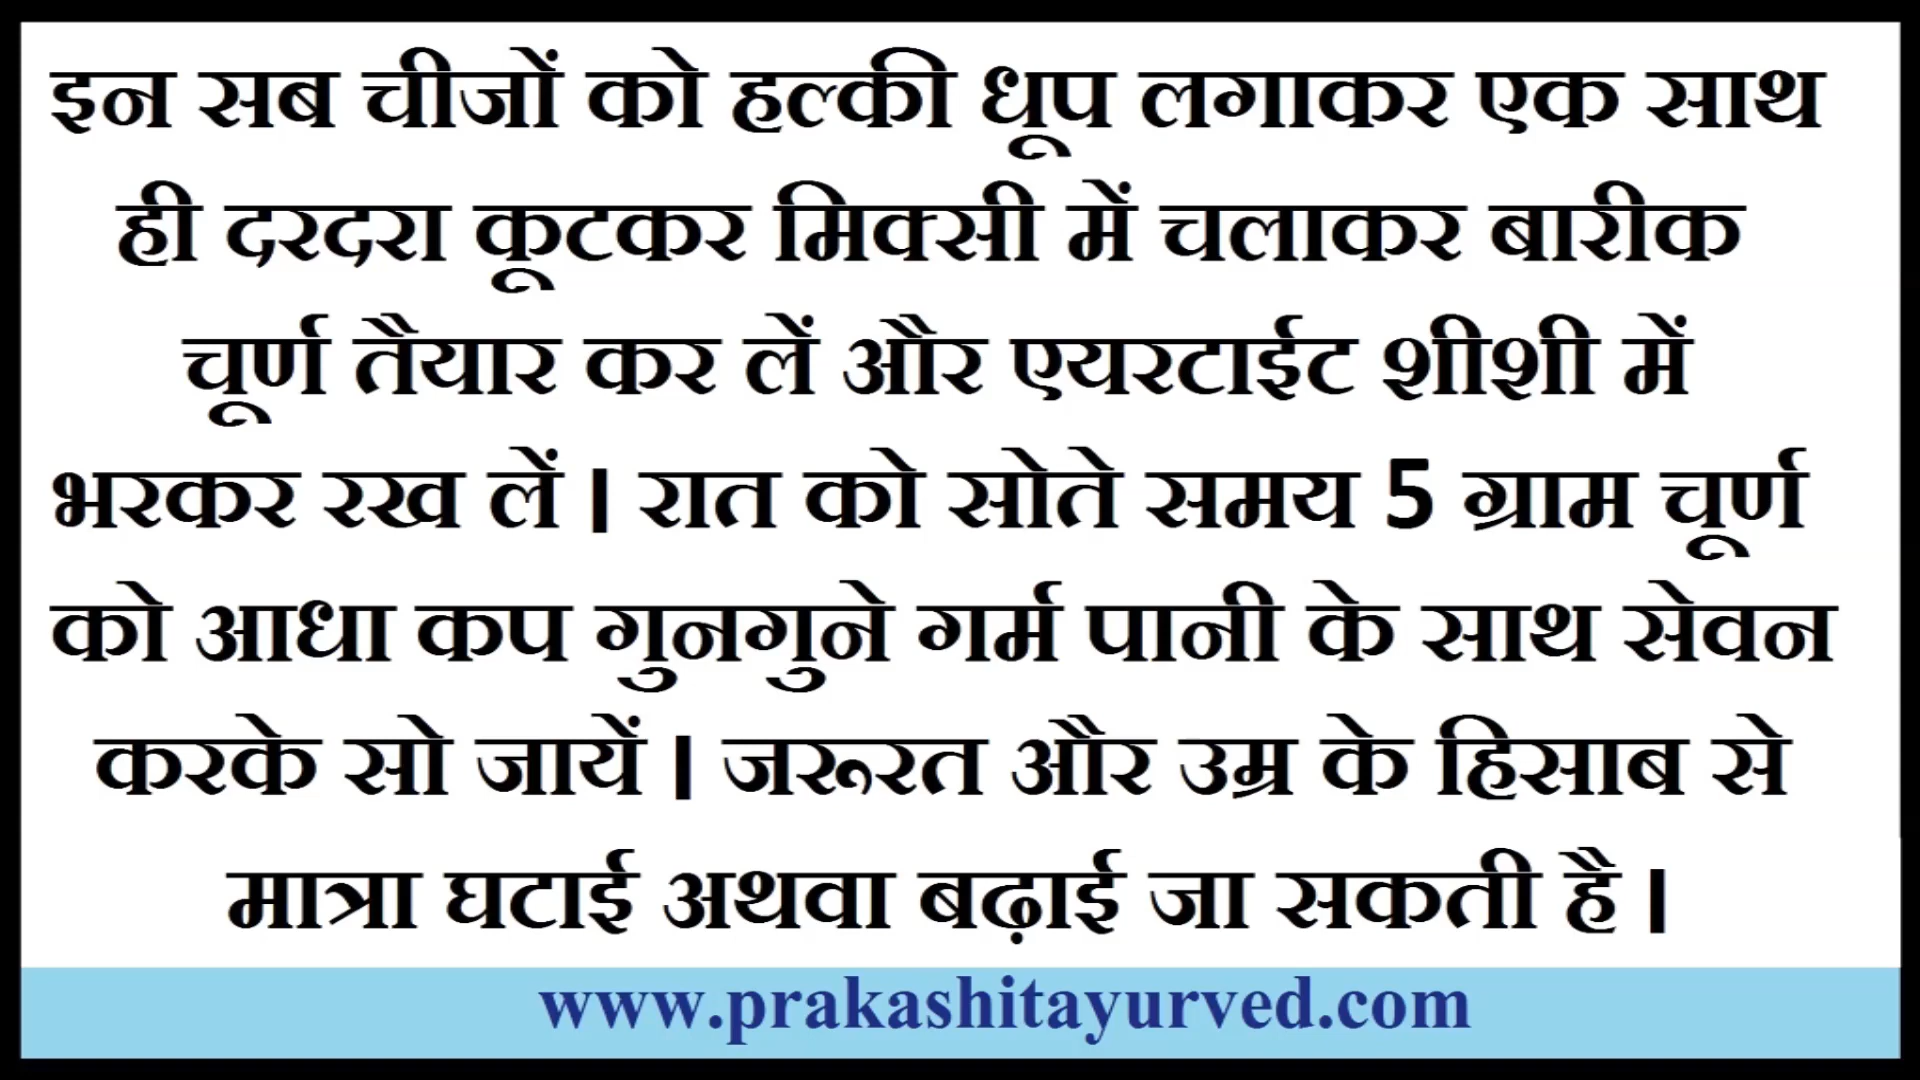 इन सब चीजों को हल्की धूप लगाकर एक साथ
ही दरदरा कूटकर मिक्सी में चलाकर बारीक
चूर्ण तैयार कर लें और एयरटाईट शीशी में
भरकर रख लें । रात को सोते समय 5 ग्राम चूर्ण
को आधा कप गुनगुने गर्म पानी के साथ सेवन
करके सो जायें । जरूरत और उम्र के हिसाब से
मात्रा घटाई अथवा बढ़ाई जा सकती है ।
www.prakashitayurved.com